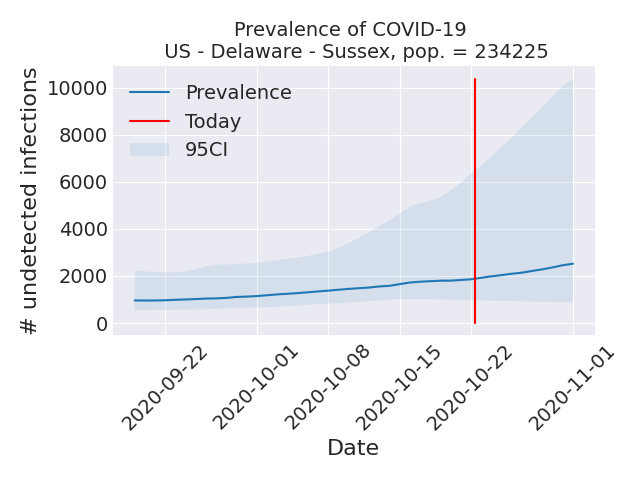 Prevalence of COVID-19
US - Delaware - Sussex, pop. = 234225
# undetected infections
10000
8000
6000
4000
2000
0
Prevalence
Today
95CI
2020-09-22
2020-10-01
2020-10-08
2020-10-15
2020-10-22
2020-11-01
Date